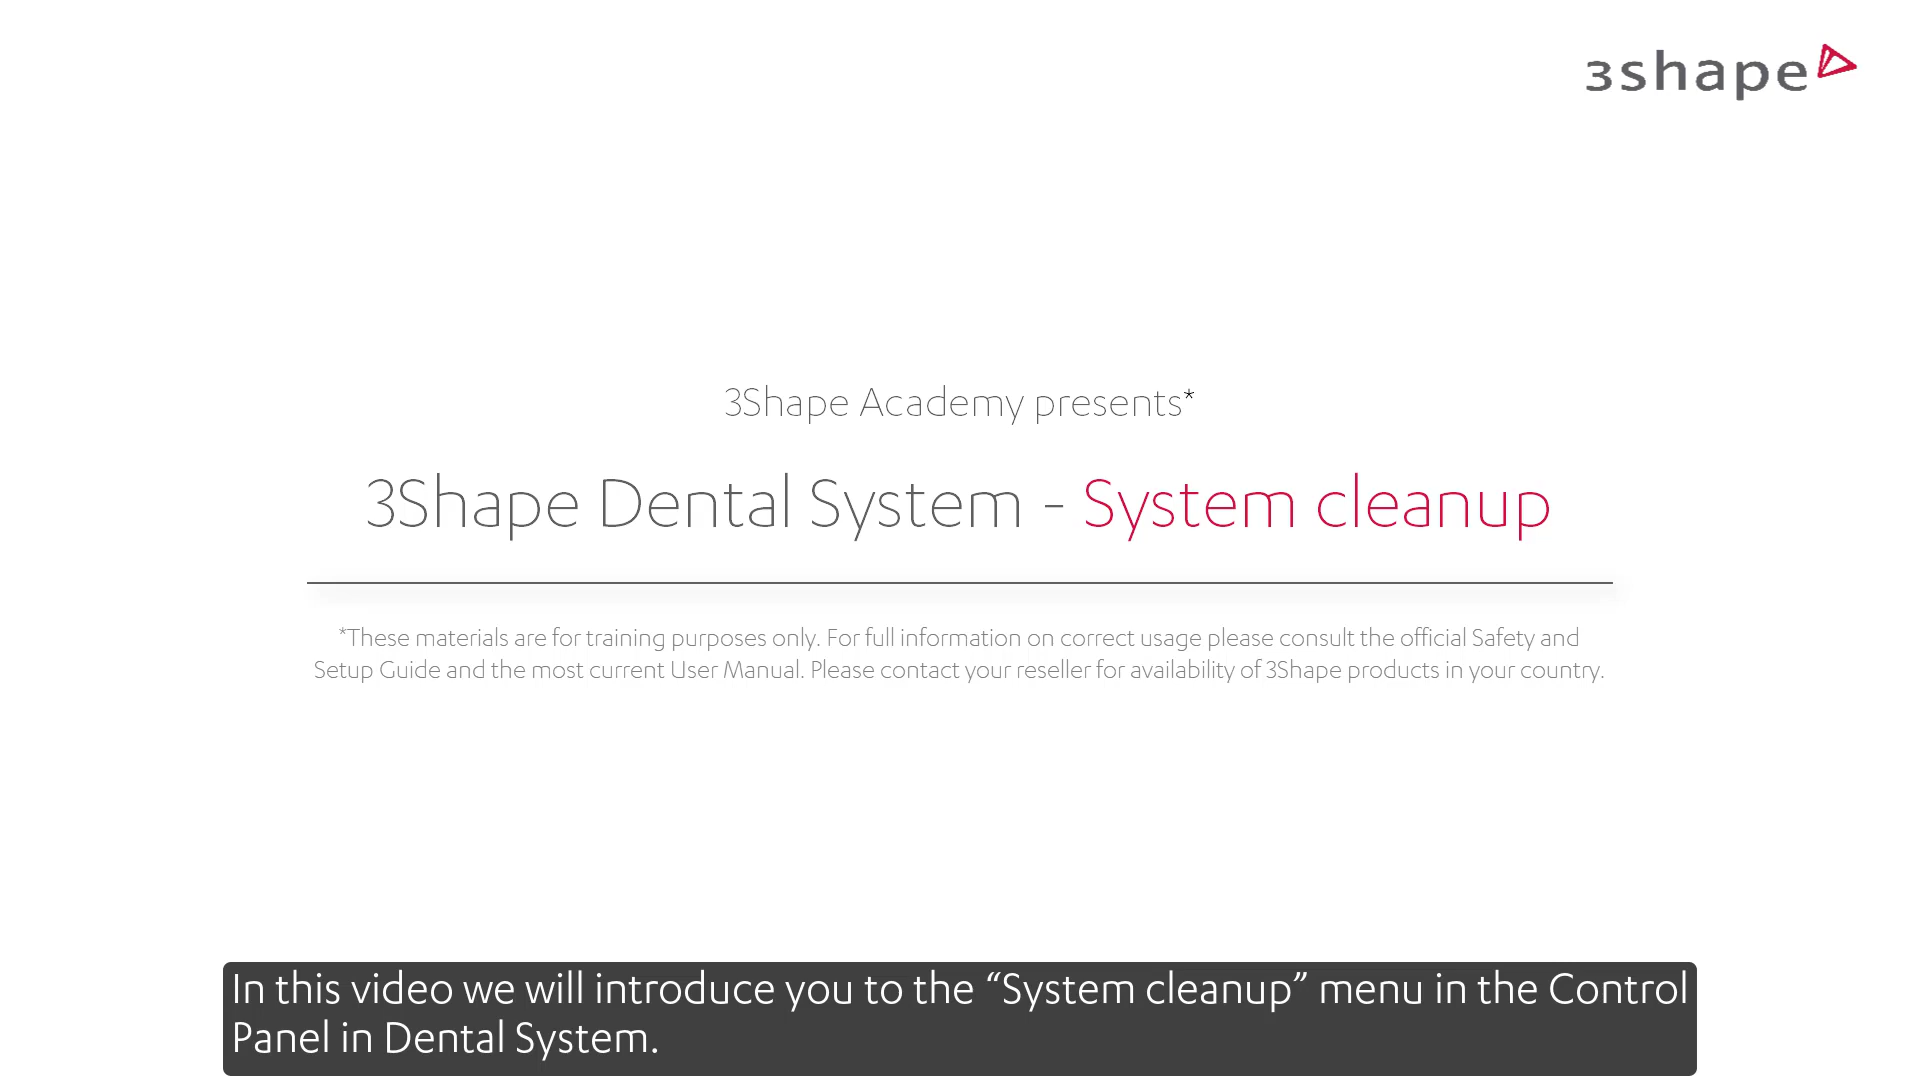 3shape
3Shape Academy presents*
3Shape Dental System - System cleanup
*These materials are for training purposes only. For full information on correct usage please consult the official Safety and
Setup Guide and the most current User Manual. Please contact your reseller for availability of 3Shape products in your country.
In this video we will introduce you to the “System cleanup” menu in the Control
Panel in Dental System.